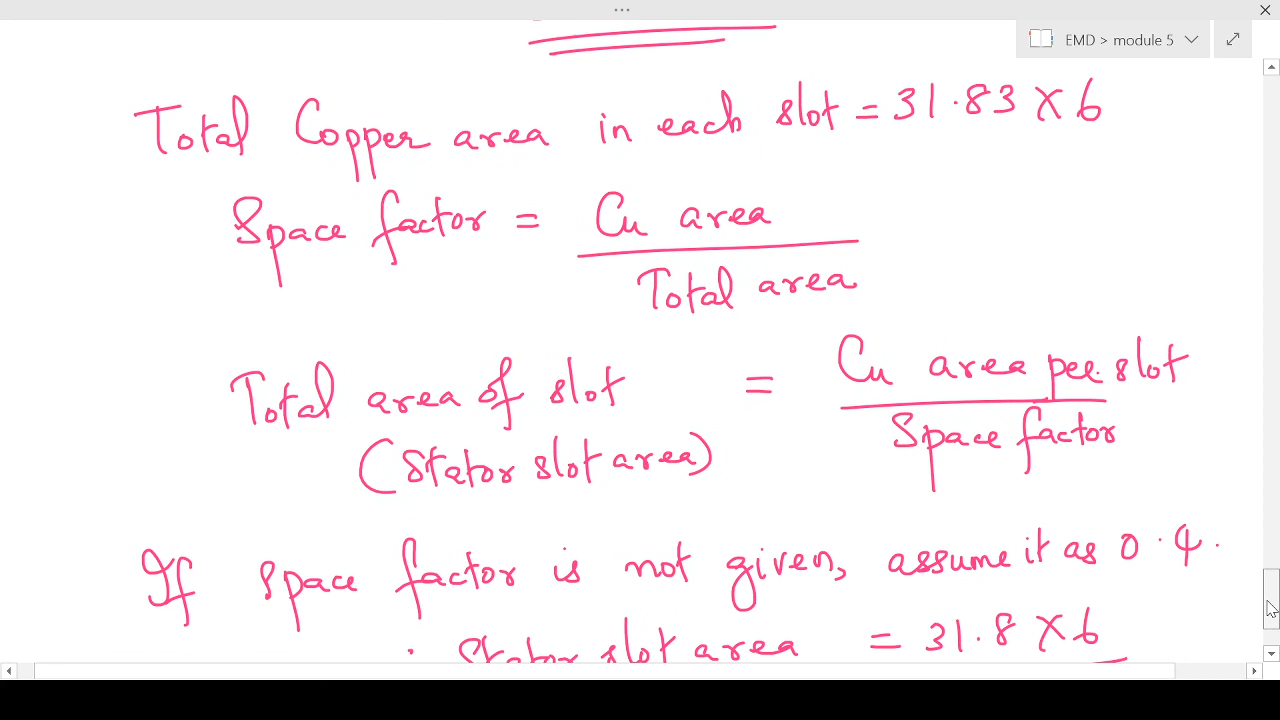 EMD > module 5
Total Copper area in each slot = 31.83 X 6
Space factor = Cu area
Total area
Total area of slot = Cu area per slot
(Stator slot area) Space factor
If space factor is not given, assume it as 0.4.
Stator slot area = 31.8 X 6